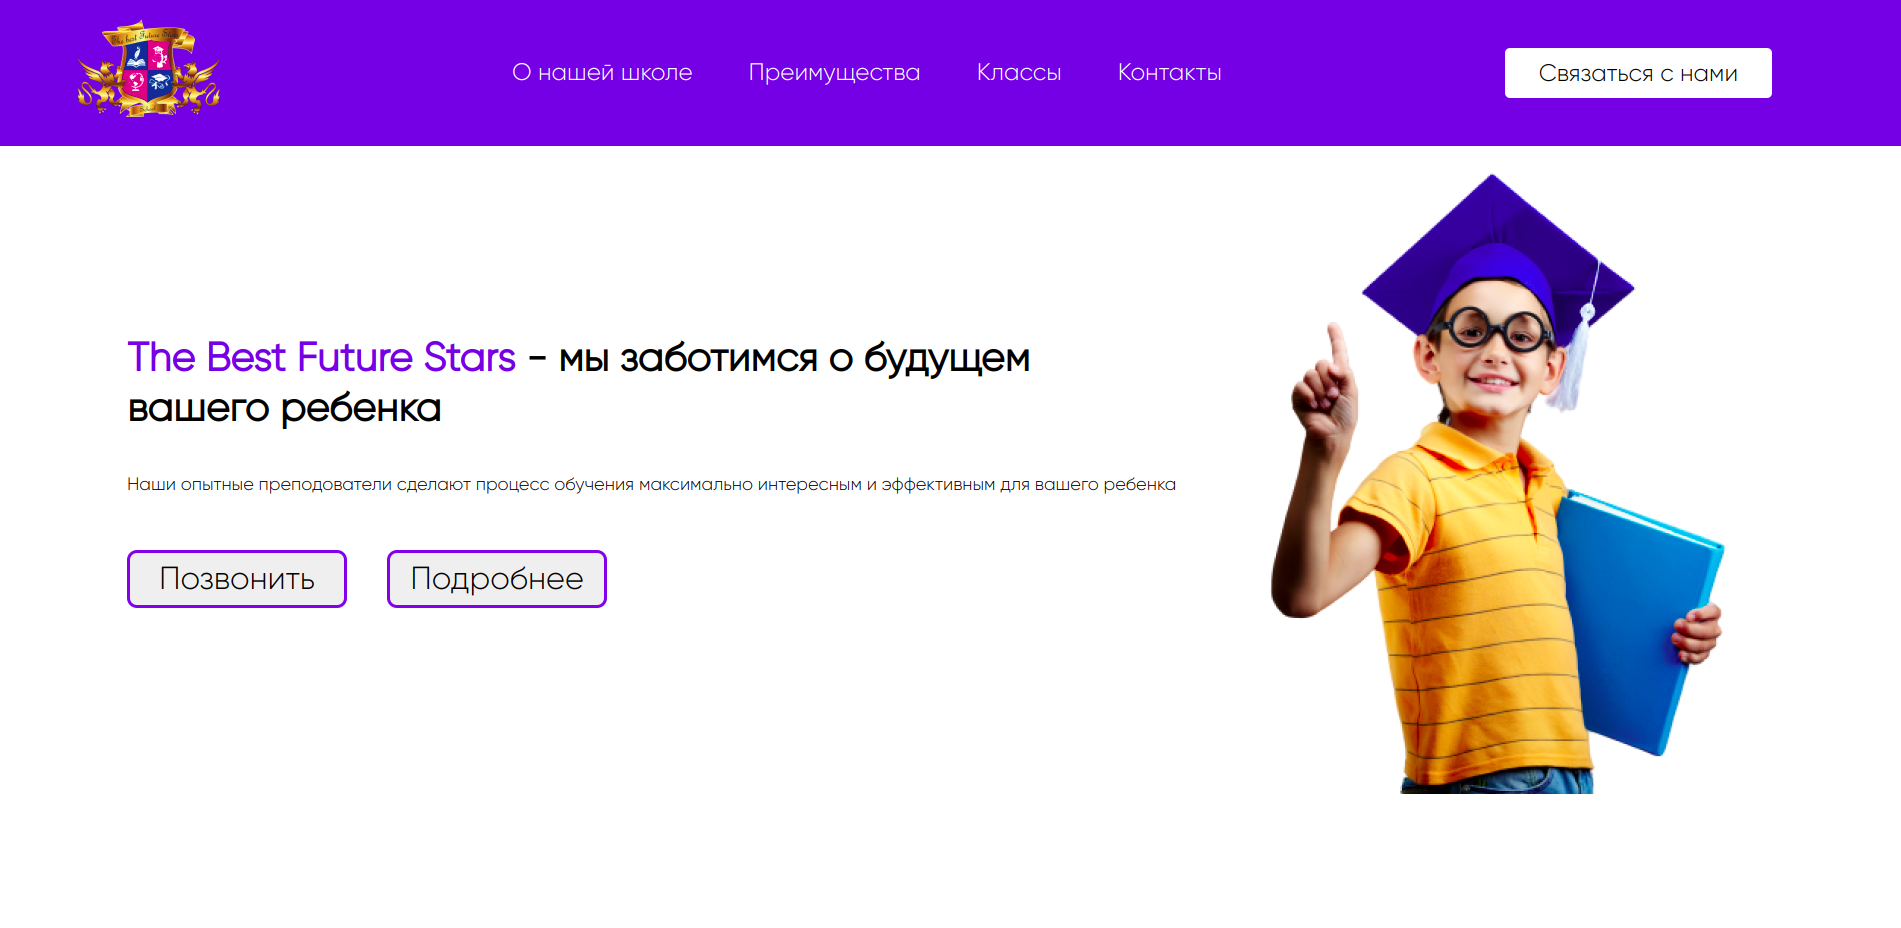 The best Future Stars
School
О нашей школе
Преимущества
Классы
Контакты
Связаться с нами
The Best Future Stars - мы заботимся о будущем
вашего ребенка
Наши опытные преподователи сделают процесс обучения максимально интересным и эффективным для вашего ребенка
Позвонить
Подробнее